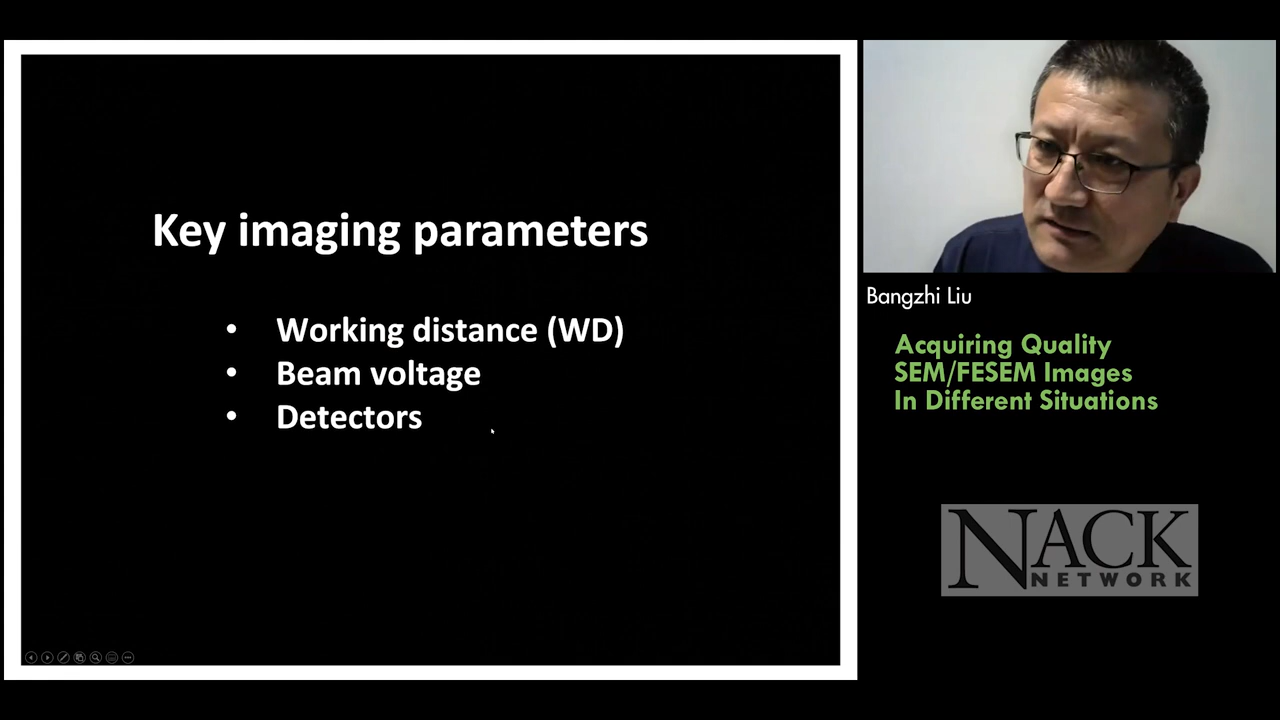 Key imaging parameters
• Working distance (WD)
• Beam voltage
• Detectors
Bangzhi Liu
Acquiring Quality
SEM/FESEM Images
In Different Situations
NACK
NETWORK